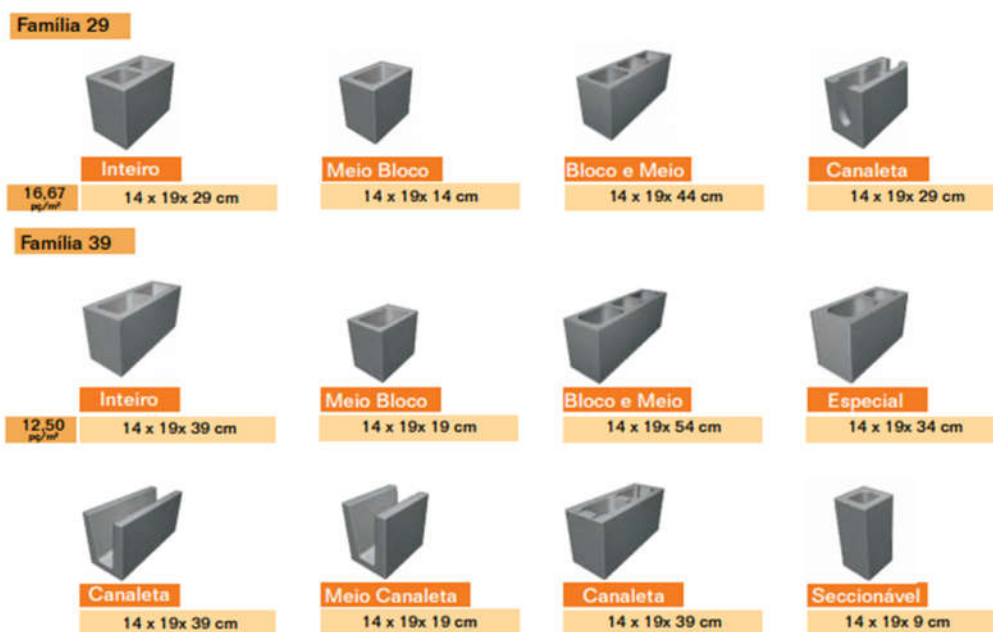 Família 29
Inteiro
Meio Bloco
Bloco e Meio
Canaleta
16,67
pç/m²
14 x 19x 29 cm
14 x 19x 14 cm
14 x 19x 44 cm
14 x 19x 29 cm
Família 39
Inteiro
Meio Bloco
Bloco e Meio
Especial
12,50
pç/m²
14 x 19x 39 cm
14 x 19x 19 cm
14 x 19x 54 cm
14 x 19x 34 cm
Canaleta
Meio Canaleta
Canaleta
Seccionável
14 x 19x 39 cm
14 x 19x 19 cm
14 x 19x 39 cm
14 x 19x 9 cm